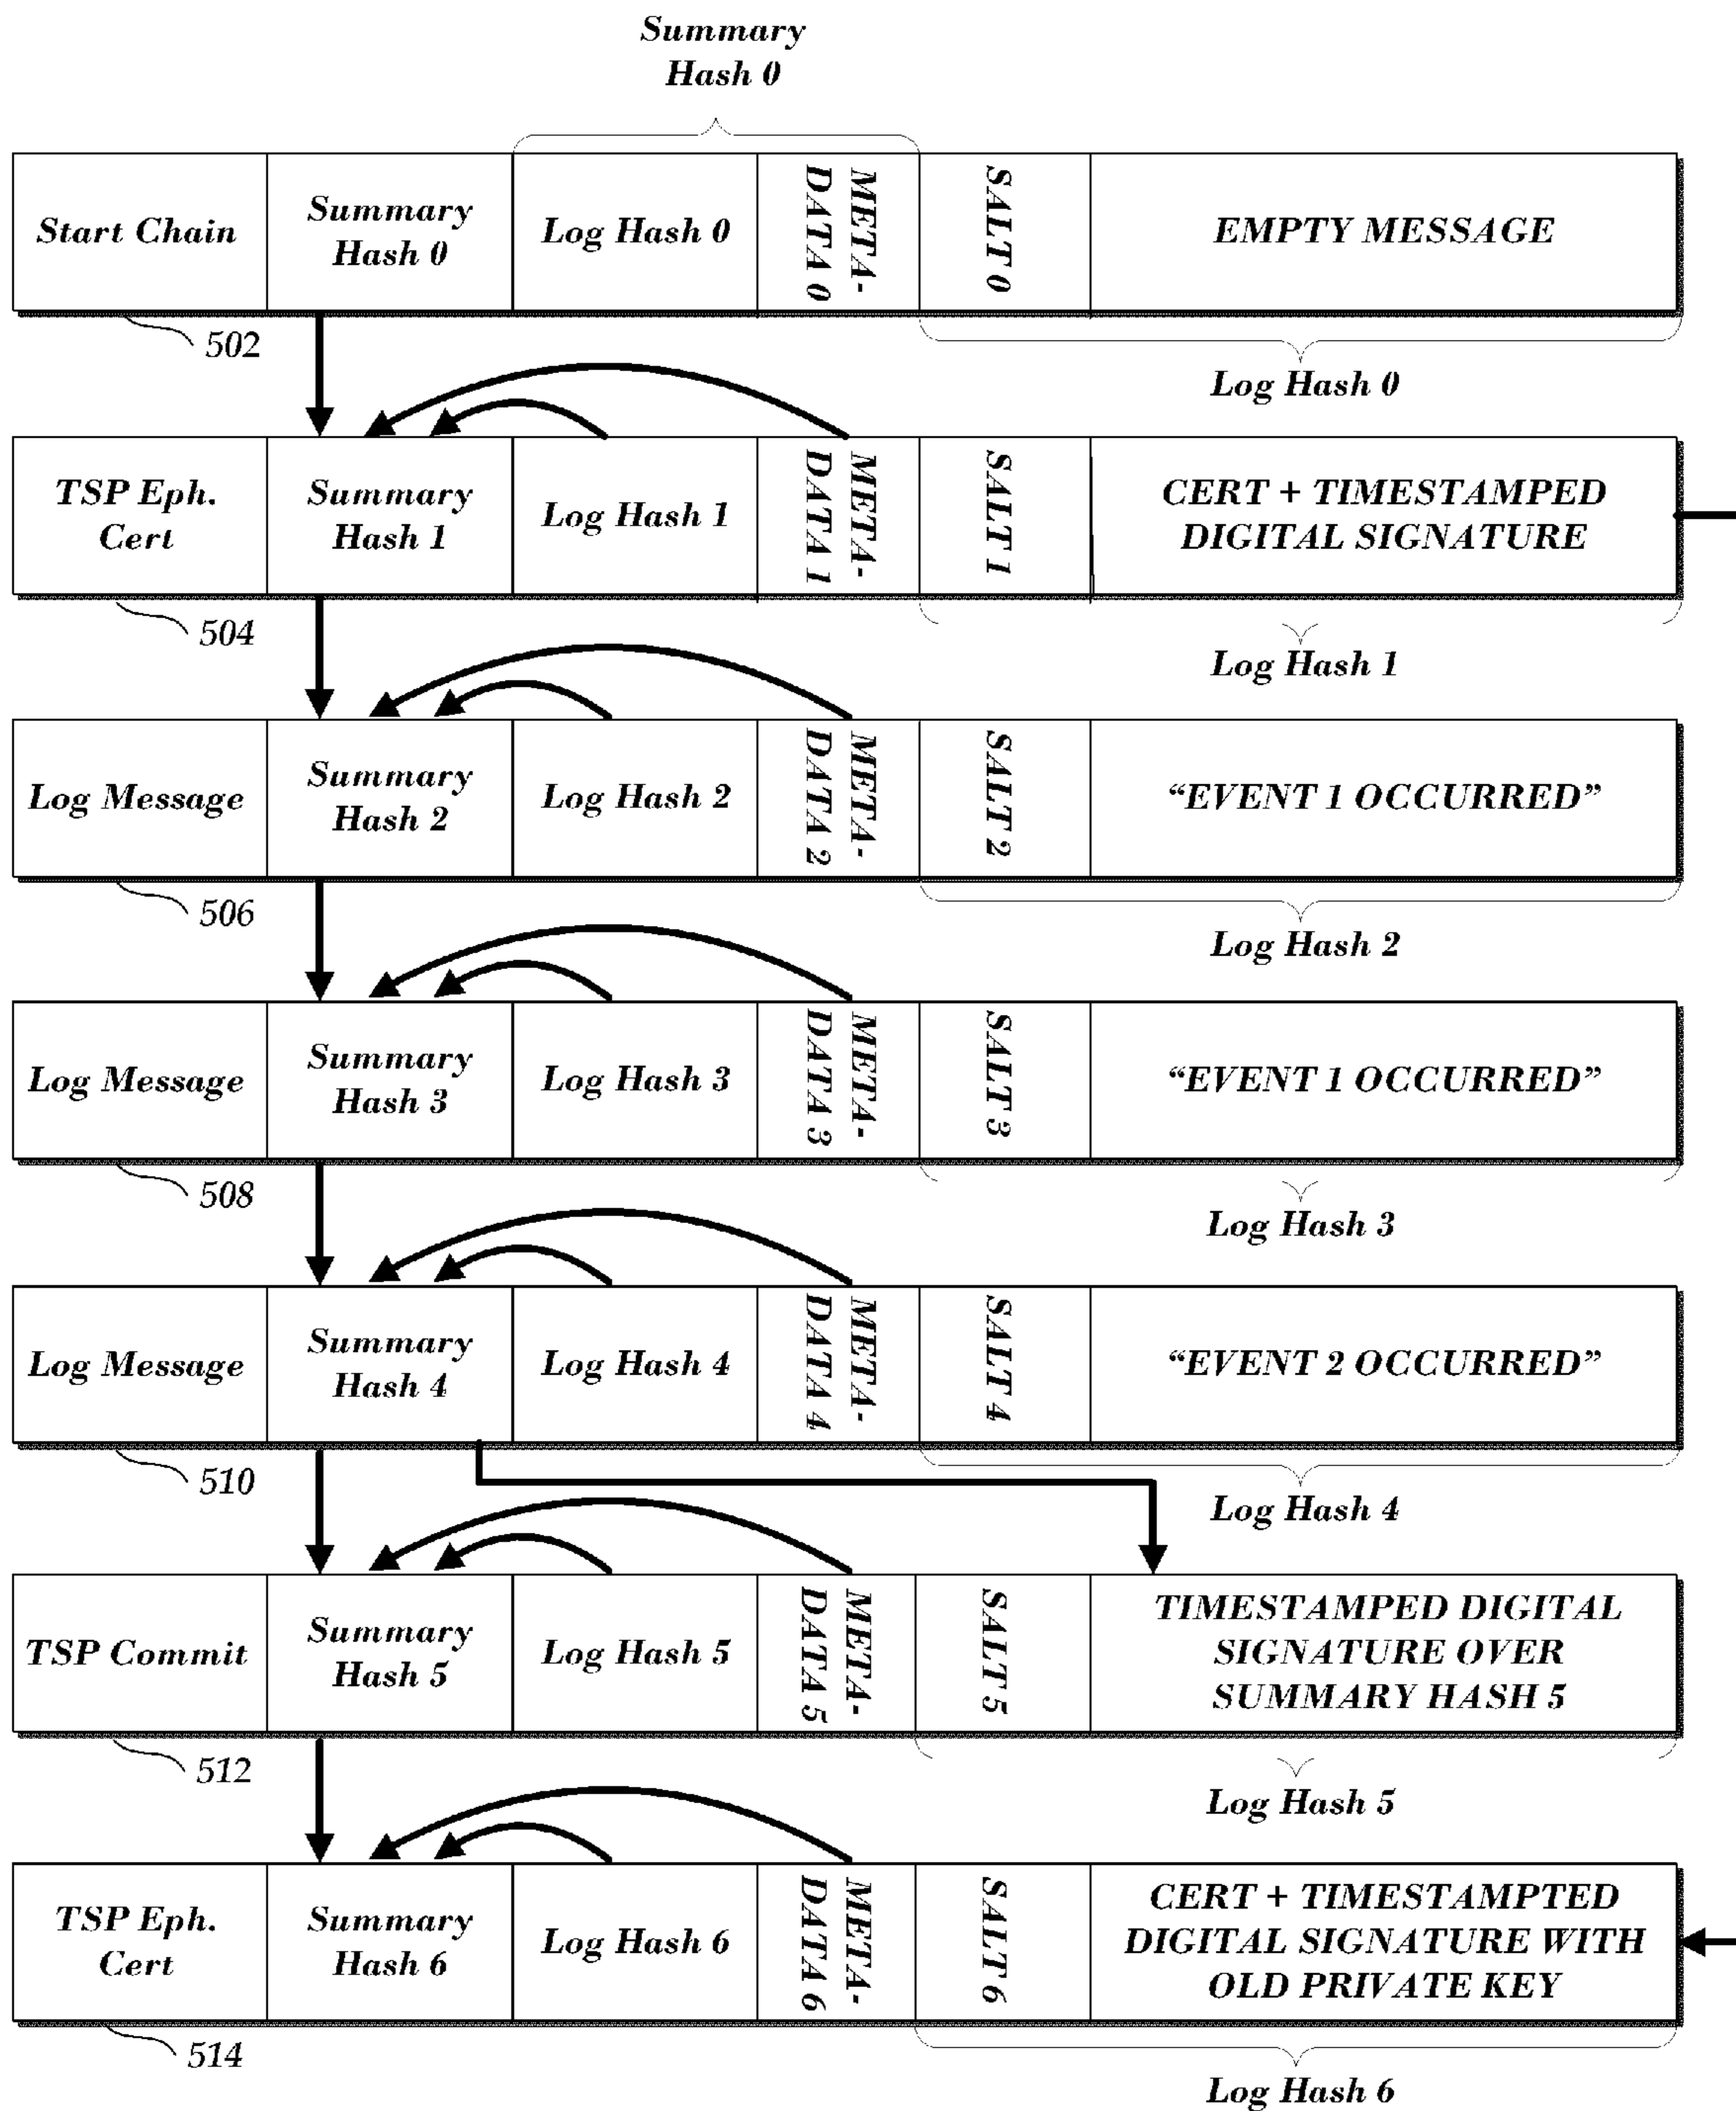 Summary
Hash 0
Start Chain
Summary
Hash 0
Log Hash 0
META-
DATA 0
SALT 0
EMPTY MESSAGE
502
Log Hash 0
TSP Eph.
Cert
Summary
Hash 1
Log Hash 1
META-
DATA 1
SALT 1
CERT + TIMESTAMPED
DIGITAL SIGNATURE
504
Log Hash 1
Log Message
Summary
Hash 2
Log Hash 2
META-
DATA 2
SALT 2
“EVENT 1 OCCURRED”
506
Log Hash 2
Log Message
Summary
Hash 3
Log Hash 3
META-
DATA 3
SALT 3
“EVENT 1 OCCURRED”
508
Log Hash 3
Log Message
Summary
Hash 4
Log Hash 4
META-
DATA 4
SALT 4
“EVENT 2 OCCURRED”
510
Log Hash 4
TSP Commit
Summary
Hash 5
Log Hash 5
META-
DATA 5
SALT 5
TIMESTAMPED DIGITAL
SIGNATURE OVER
SUMMARY HASH 5
512
Log Hash 5
TSP Eph.
Cert
Summary
Hash 6
Log Hash 6
META-
DATA 6
SALT 6
CERT + TIMESTAMPTED
DIGITAL SIGNATURE WITH
OLD PRIVATE KEY
514
Log Hash 6